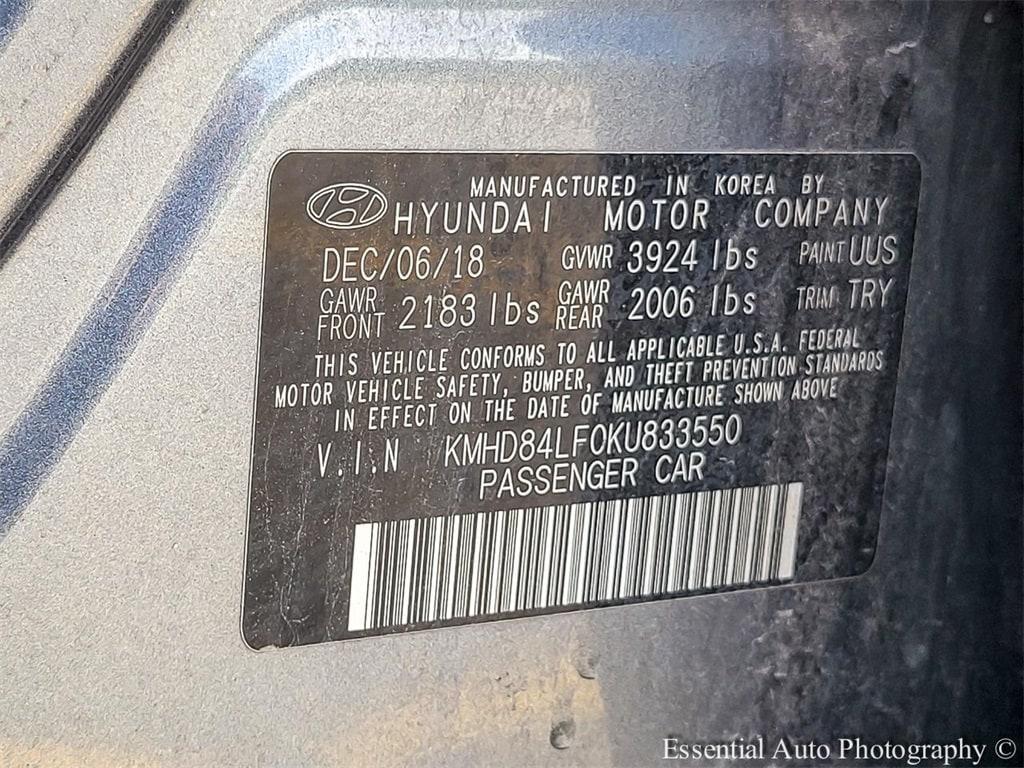 MANUFACTURED IN KOREA BY
HYUNDAI MOTOR COMPANY
DEC/06/18 GVWR 3924 lbs PAINT UUS
GAWR FRONT 2183 lbs GAWR REAR 2006 lbs TRIM TRY
THIS VEHICLE CONFORMS TO ALL APPLICABLE U.S.A. FEDERAL
MOTOR VEHICLE SAFETY, BUMPER, AND THEFT PREVENTION STANDARDS
IN EFFECT ON THE DATE OF MANUFACTURE SHOWN ABOVE
V.I.N KMHD84LF0KU833550
PASSENGER CAR
Essential Auto Photography ©